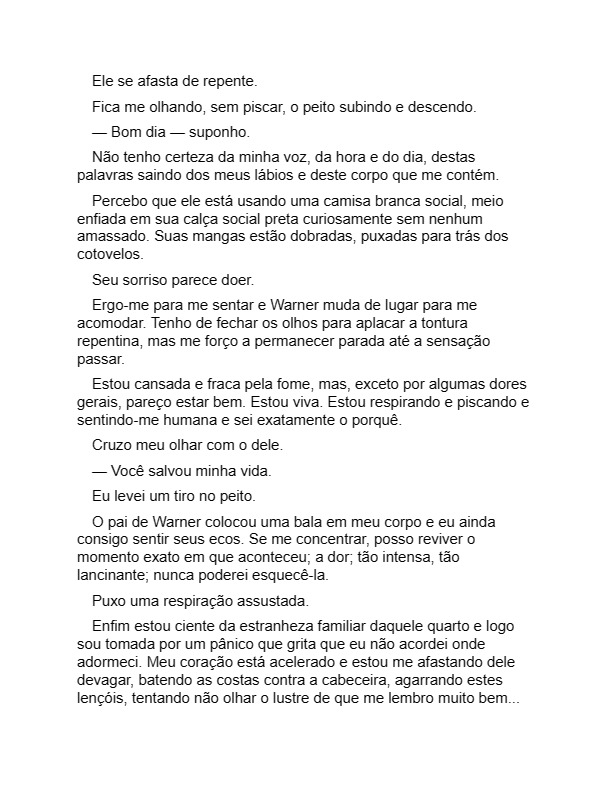 Ele se afasta de repente.
Fica me olhando, sem piscar, o peito subindo e descendo.
— Bom dia — suponho.
Não tenho certeza da minha voz, da hora e do dia, destas
palavras saindo dos meus lábios e deste corpo que me contém.
Percebo que ele está usando uma camisa branca social, meio
enfiada em sua calça social preta curiosamente sem nenhum
amassado. Suas mangas estão dobradas, puxadas para trás dos
cotovelos.
Seu sorriso parece doer.
Ergo-me para me sentar e Warner muda de lugar para me
acomodar. Tenho de fechar os olhos para aplacar a tontura
repentina, mas me forço a permanecer parada até a sensação
passar.
Estou cansada e fraca pela fome, mas, exceto por algumas dores
gerais, pareço estar bem. Estou viva. Estou respirando e piscando e
sentindo-me humana e sei exatamente o porquê.
Cruzo meu olhar com o dele.
— Você salvou minha vida.
Eu levei um tiro no peito.
O pai de Warner colocou uma bala em meu corpo e eu ainda
consigo sentir seus ecos. Se me concentrar, posso reviver o
momento exato em que aconteceu; a dor; tão intensa, tão
lancinante; nunca poderei esquecê-la.
Puxo uma respiração assustada.
Enfim estou ciente da estranheza familiar daquele quarto e logo
sou tomada por um pânico que grita que eu não acordei onde
adormeci. Meu coração está acelerado e estou me afastando dele
devagar, batendo as costas contra a cabeceira, agarrando estes
lençóis, tentando não olhar o lustre de que me lembro muito bem...